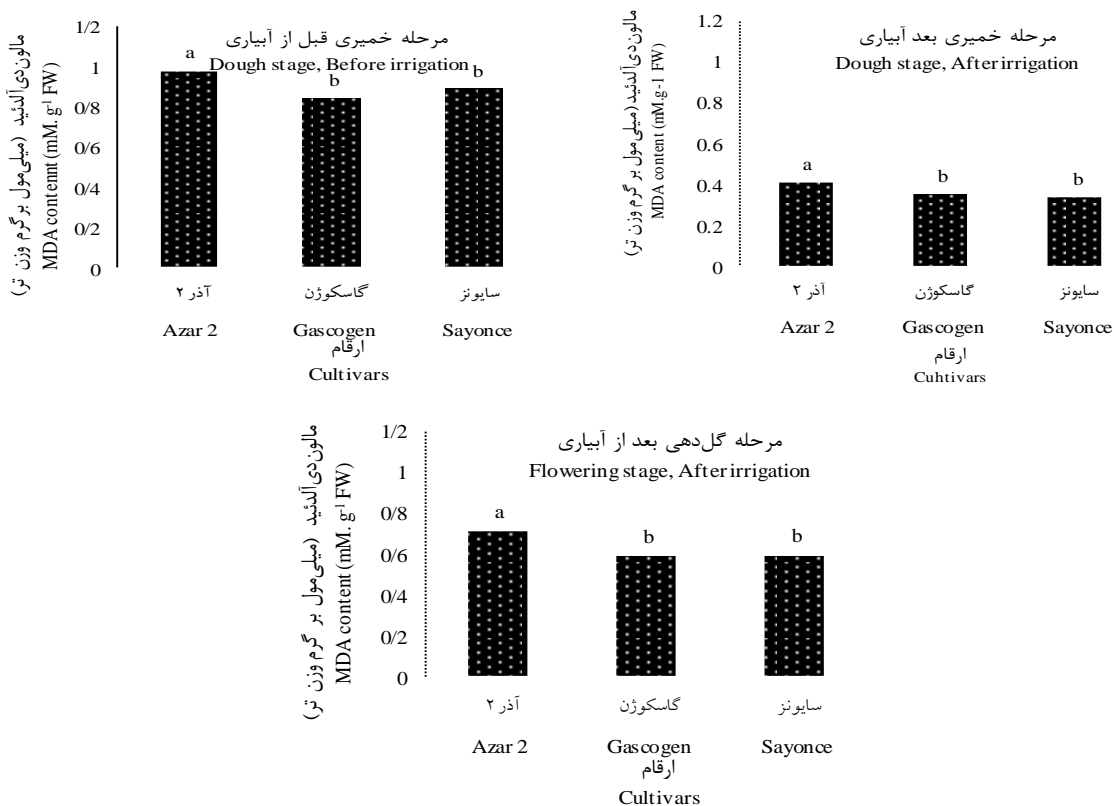 مرحله خمیری قبل از آبیاری
Dough stage, Before irrigation
مالون‌دی‌آلدئید (میلی‌مول بر گرم وزن تر)
MDA contennt (mM. g-1 FW)
1/2
1
0/8
0/6
0/4
0/2
0
a
b
b
آذر ۲
گاسکوژن
سایونز
Azar 2
Gascogen
Sayonce
ارقام
Cultivars
مرحله خمیری بعد آبیاری
Dough stage, After irrigation
مالون‌دی‌آلدئید (میلی‌مول بر گرم وزن تر)
MDA content (mM.g-1 FW)
1.2
1
0.8
0.6
0.4
0.2
0
a
b
b
آذر ۲
گاسکوژن
سایونز
Azar 2
Gascogen
Sayonce
ارقام
Cuhtivars
مرحله گل‌دهی بعد از آبیاری
Flowering stage, After irrigation
مالون‌دی‌آلدئید (میلی‌مول بر گرم وزن تر)
MDA content (mM. g-1 FW)
1/2
1
0/8
0/6
0/4
0/2
0
a
b
b
آذر ۲
گاسکوژن
سایونز
Azar 2
Gascogen
Sayonce
ارقام
Cultivars